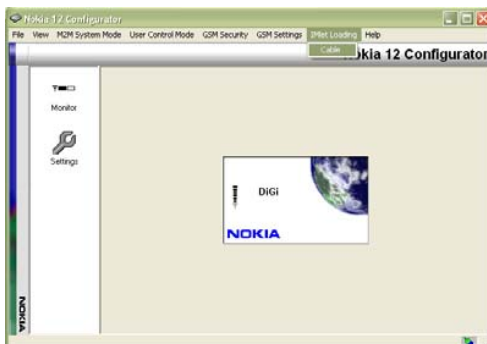 Nokia 12 Configurator
File View M2M System Mode User Control Mode GSM Security GSM Settings IMlet Loading Help
Cable
Nokia 12 Configurator
Monitor
Settings
DiGi
NOKIA
NOKIA